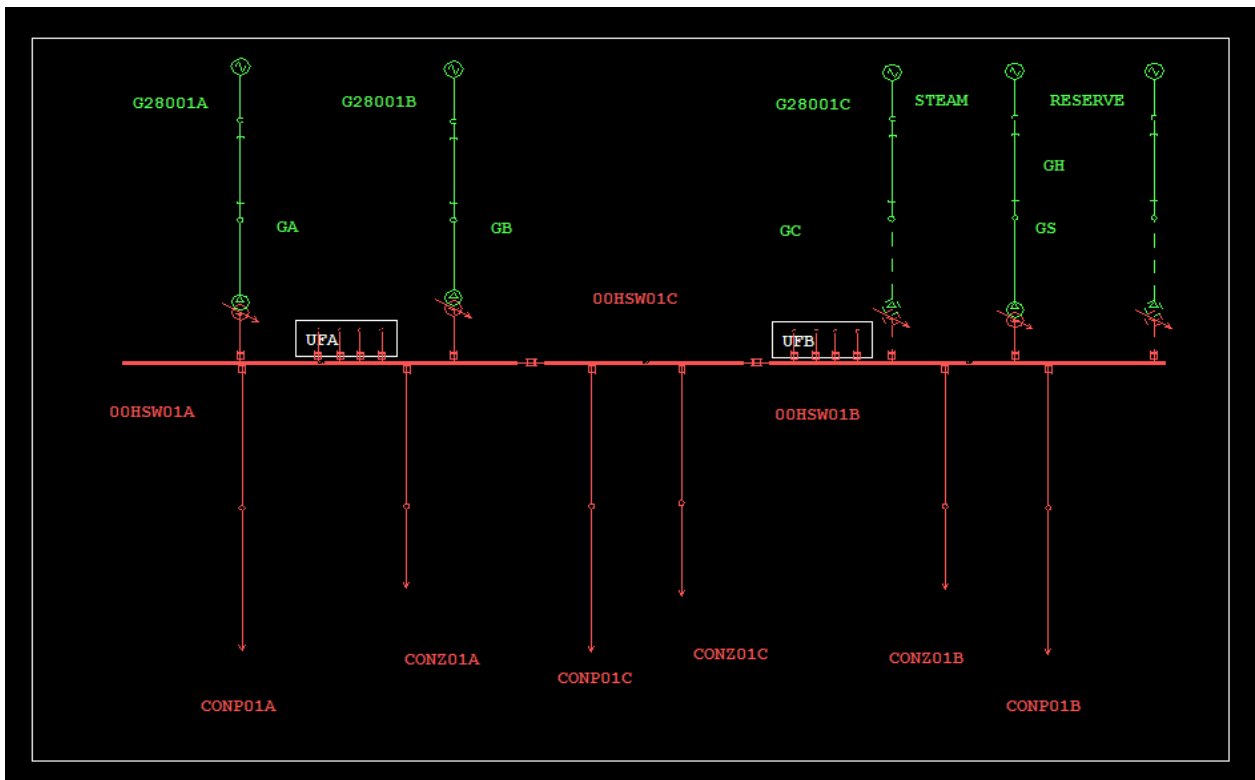 G28001A
G28001B
G28001C
STEAM
RESERVE
GH
GA
GB
GC
GS
00HSW01C
UFA
UFB
00HSW01A
00HSW01B
CONZ01A
CONP01C
CONZ01C
CONZ01B
CONP01A
CONP01B